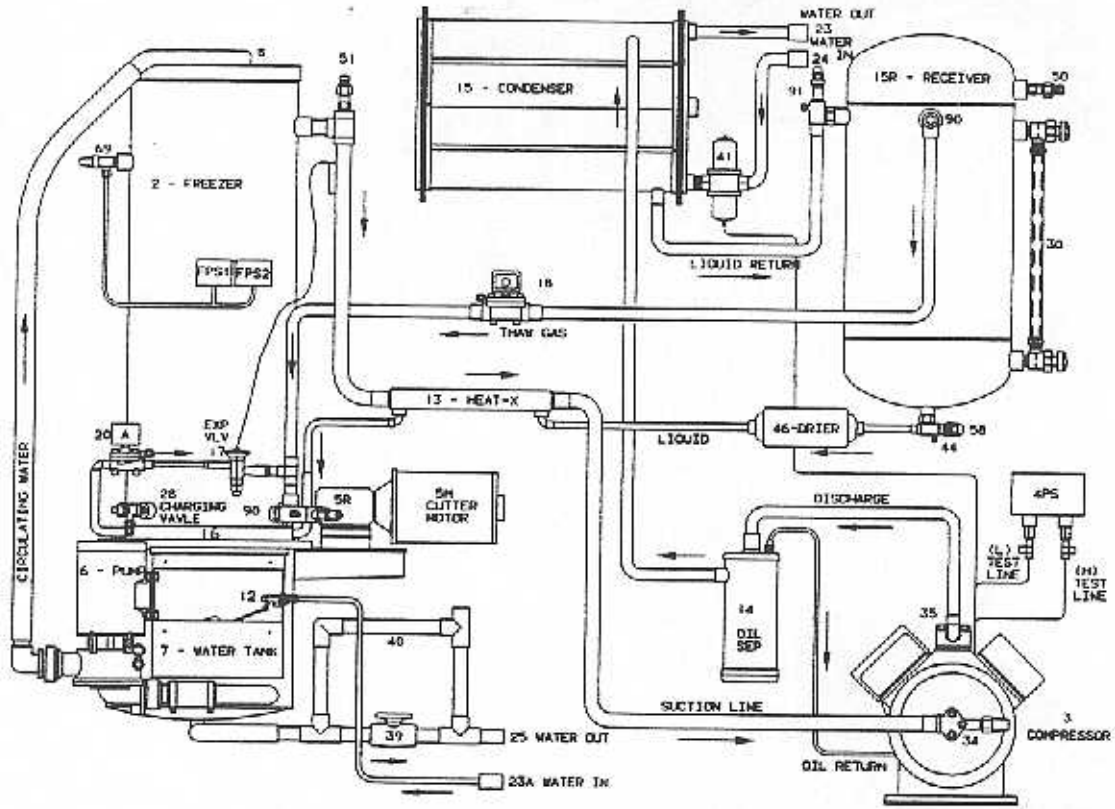 WATER OUT
23
WATER IN
24
5
51
15 - CONDENSER
91
15R - RECEIVER
50
90
69
41
2 - FREEZER
30
FPS1 FPS2
LIQUID RETURN
18
THAW GAS
13 - HEAT-X
EXP
VLV
17
20
A
46-DRIER
58
44
LIQUID
28
CHARGING
VAVLE
90
5R
5M
CUTTER
MOTOR
4PS
DISCHARGE
16
CIRCULATING WATER
6 - PUMP
(L)
TEST
LINE
(H)
TEST
LINE
12
14
OIL
SEP
35
7 - WATER TANK
40
SUCTION LINE
39
25 WATER OUT
34
3
COMPRESSOR
OIL RETURN
23A WATER IN